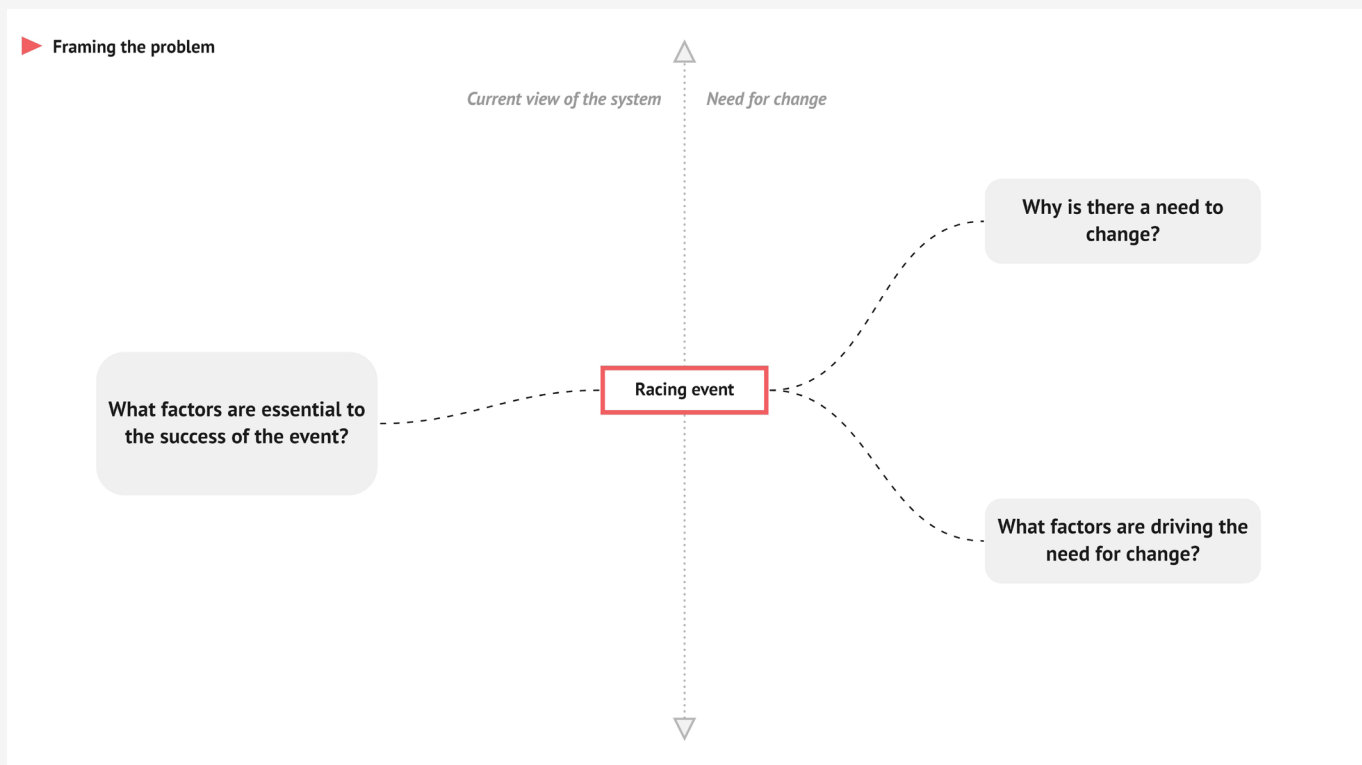 Framing the problem
Current view of the system
Need for change
Why is there a need to
change?
Racing event
What factors are essential to
the success of the event?
What factors are driving the
need for change?